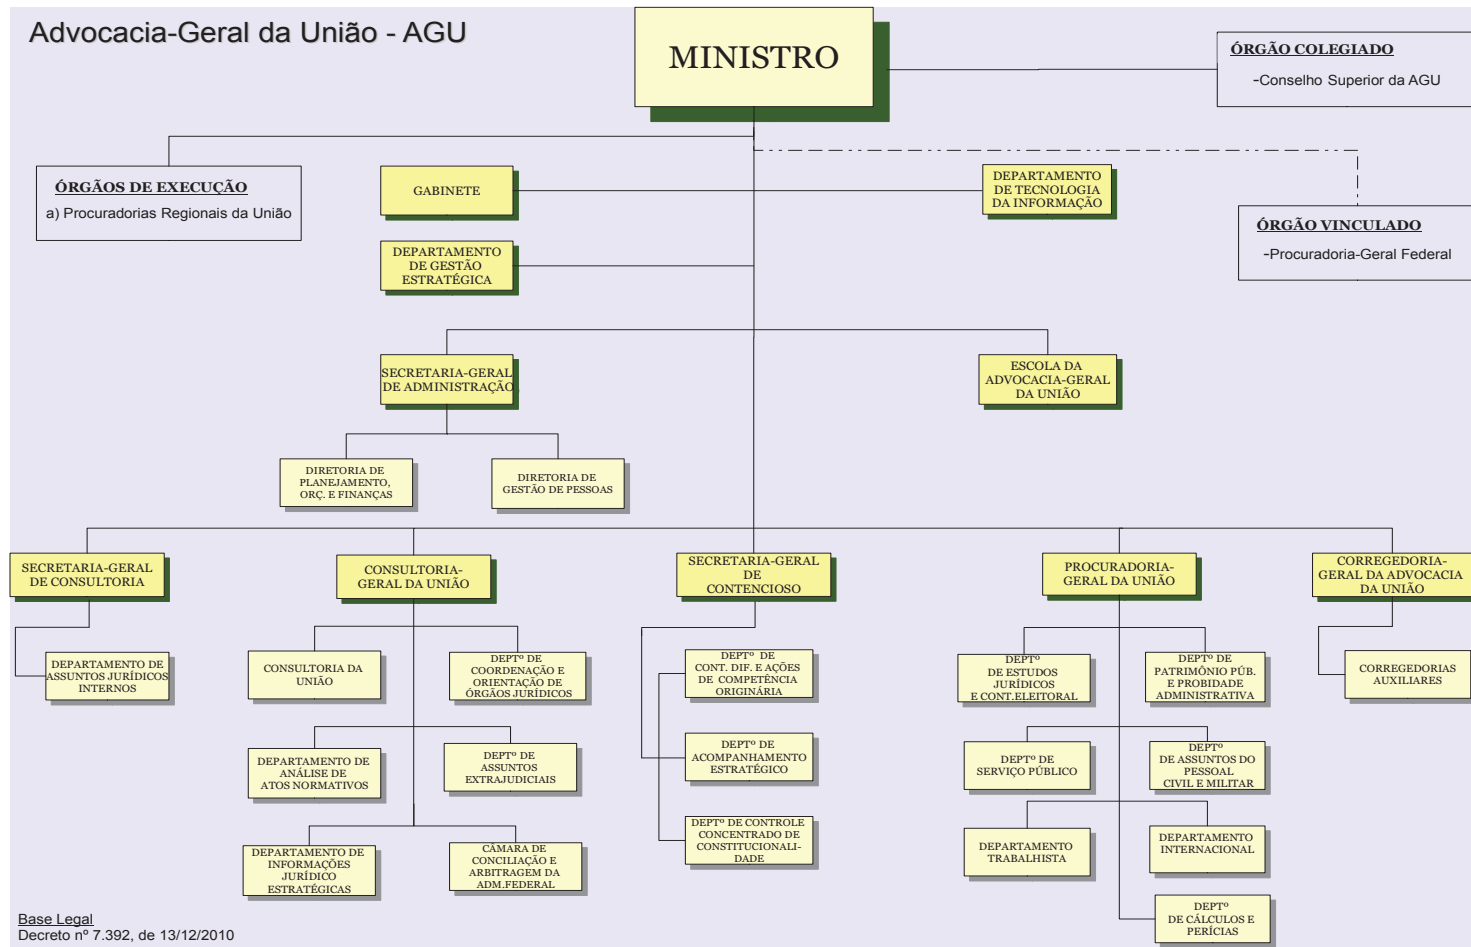 Advocacia-Geral da União - AGU
MINISTRO
ÓRGÃO COLEGIADO
-Conselho Superior da AGU
ÓRGÃOS DE EXECUÇÃO
a) Procuradorias Regionais da União
GABINETE
DEPARTAMENTO
DE TECNOLOGIA
DA INFORMAÇÃO
ÓRGÃO VINCULADO
-Procuradoria-Geral Federal
DEPARTAMENTO
DE GESTÃO
ESTRATÉGICA
SECRETARIA-GERAL
DE ADMINISTRAÇÃO
ESCOLA DA
ADVOCACIA-GERAL
DA UNIÃO
DIRETORIA DE
PLANEJAMENTO,
ORÇ. E FINANÇAS
DIRETORIA DE
GESTÃO DE PESSOAS
SECRETARIA-GERAL
DE CONSULTORIA
CONSULTORIA-
GERAL DA UNIÃO
SECRETARIA-GERAL
DE
CONTENCIOSO
PROCURADORIA-
GERAL DA UNIÃO
CORREGEDORIA-
GERAL DA ADVOCACIA
DA UNIÃO
DEPARTAMENTO DE
ASSUNTOS JURÍDICOS
INTERNOS
CONSULTORIA DA
UNIÃO
DEPTº DE
COORDENAÇÃO E
ORIENTAÇÃO DE
ÓRGÃOS JURÍDICOS
DEPTº DE
CONT. DIF. E AÇÕES
DE COMPETÊNCIA
ORIGINÁRIA
DEPTº
DE ESTUDOS
JURÍDICOS
E CONT.ELEITORAL
DEPTº DE
PATRIMÔNIO PÚB.
E PROBIDADE
ADMINISTRATIVA
CORREGEDORIAS
AUXILIARES
DEPARTAMENTO DE
ANÁLISE DE
ATOS NORMATIVOS
DEPTº DE
ASSUNTOS
EXTRAJUDICIAIS
DEPTº DE
ACOMPANHAMENTO
ESTRATÉGICO
DEPTº DE
SERVIÇO PÚBLICO
DEPTº
DE ASSUNTOS DO
PESSOAL
CIVIL E MILITAR
DEPARTAMENTO DE
INFORMAÇÕES
JURÍDICO
ESTRATÉGICAS
CÂMARA DE
CONCILIAÇÃO E
ARBITRAGEM DA
ADM.FEDERAL
DEPTº DE CONTROLE
CONCENTRADO DE
CONSTITUCIONALI-
DADE
DEPARTAMENTO
TRABALHISTA
DEPARTAMENTO
INTERNACIONAL
DEPTº
DE CÁLCULOS E
PERÍCIAS
Base Legal
Decreto nº 7.392, de 13/12/2010